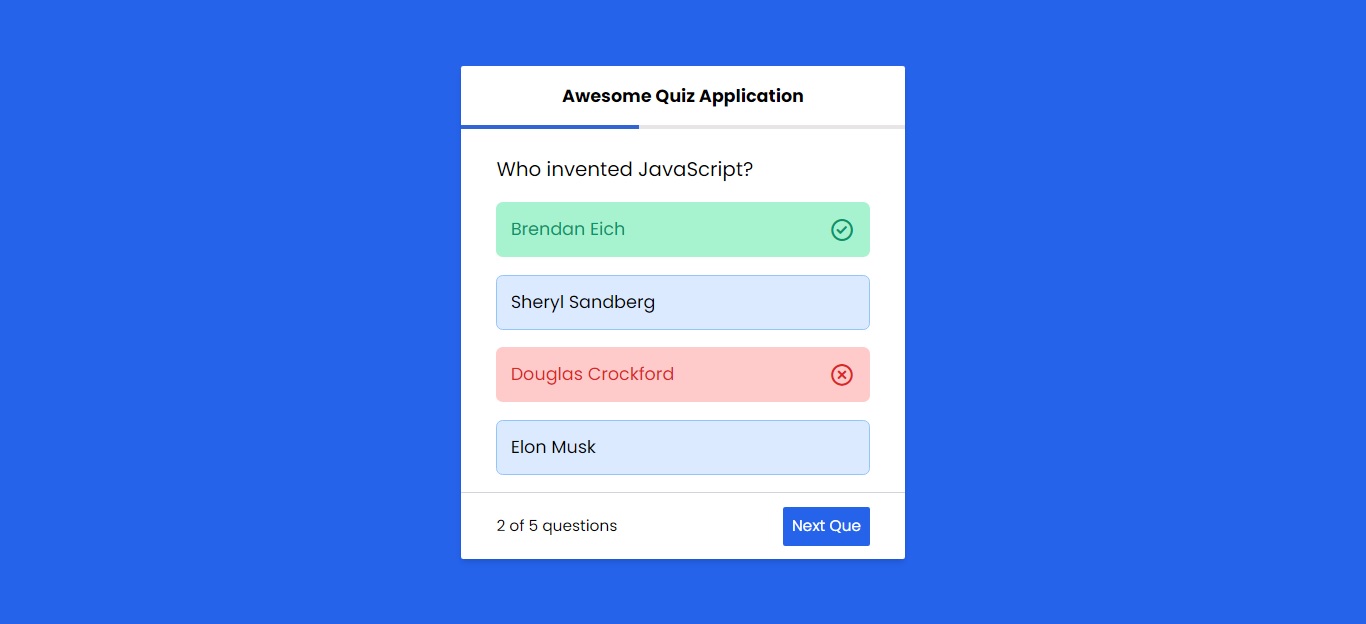 Awesome Quiz Application
Who invented JavaScript?
Brendan Eich
Sheryl Sandberg
Douglas Crockford
Elon Musk
2 of 5 questions
Next Que